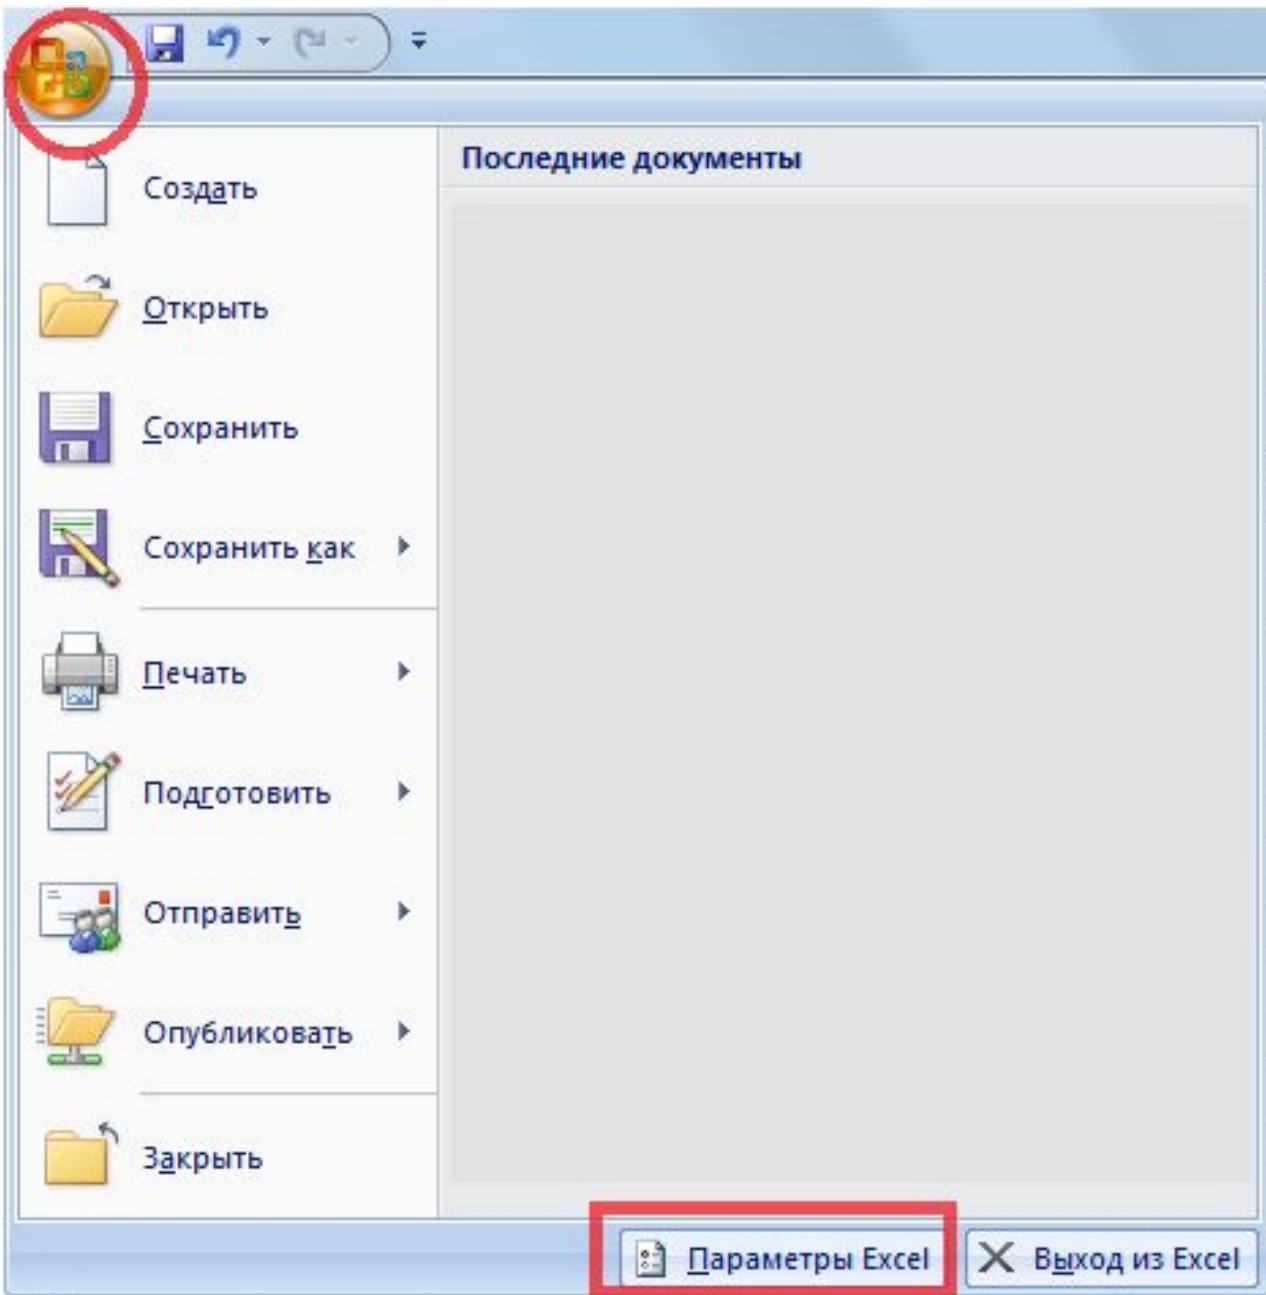 Последние документы
Создать
Открыть
Сохранить
Сохранить как
Печать
Подготовить
Отправить
Опубликовать
Закрыть
Параметры Excel
Выход из Excel